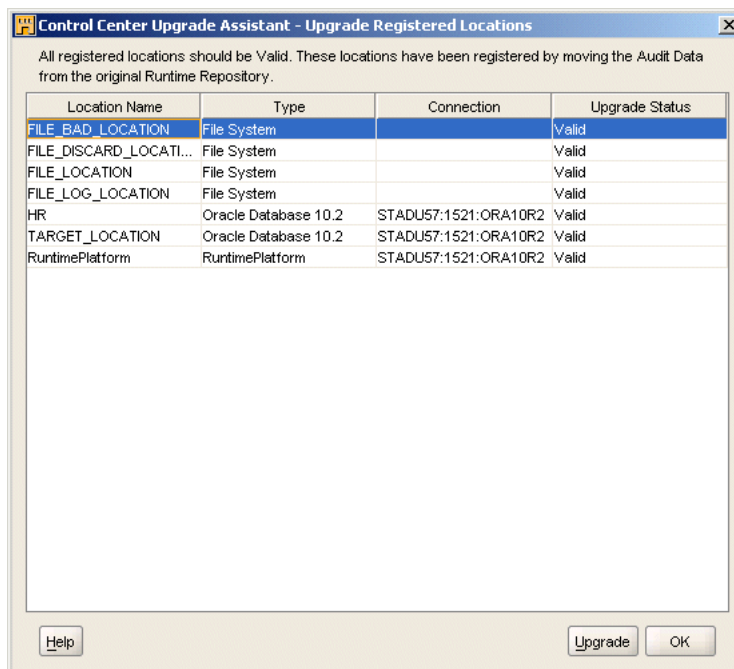 Control Center Upgrade Assistant - Upgrade Registered Locations
All registered locations should be Valid. These locations have been registered by moving the Audit Data
from the original Runtime Repository.
Location Name Type Connection Upgrade Status
FILE_BAD_LOCATION File System Valid
FILE_DISCARD_LOCATI... File System Valid
FILE_LOCATION File System Valid
FILE_LOG_LOCATION File System Valid
HR Oracle Database 10.2 STADU57:1521:ORA10R2 Valid
TARGET_LOCATION Oracle Database 10.2 STADU57:1521:ORA10R2 Valid
RuntimePlatform RuntimePlatform STADU57:1521:ORA10R2 Valid
Help Upgrade OK